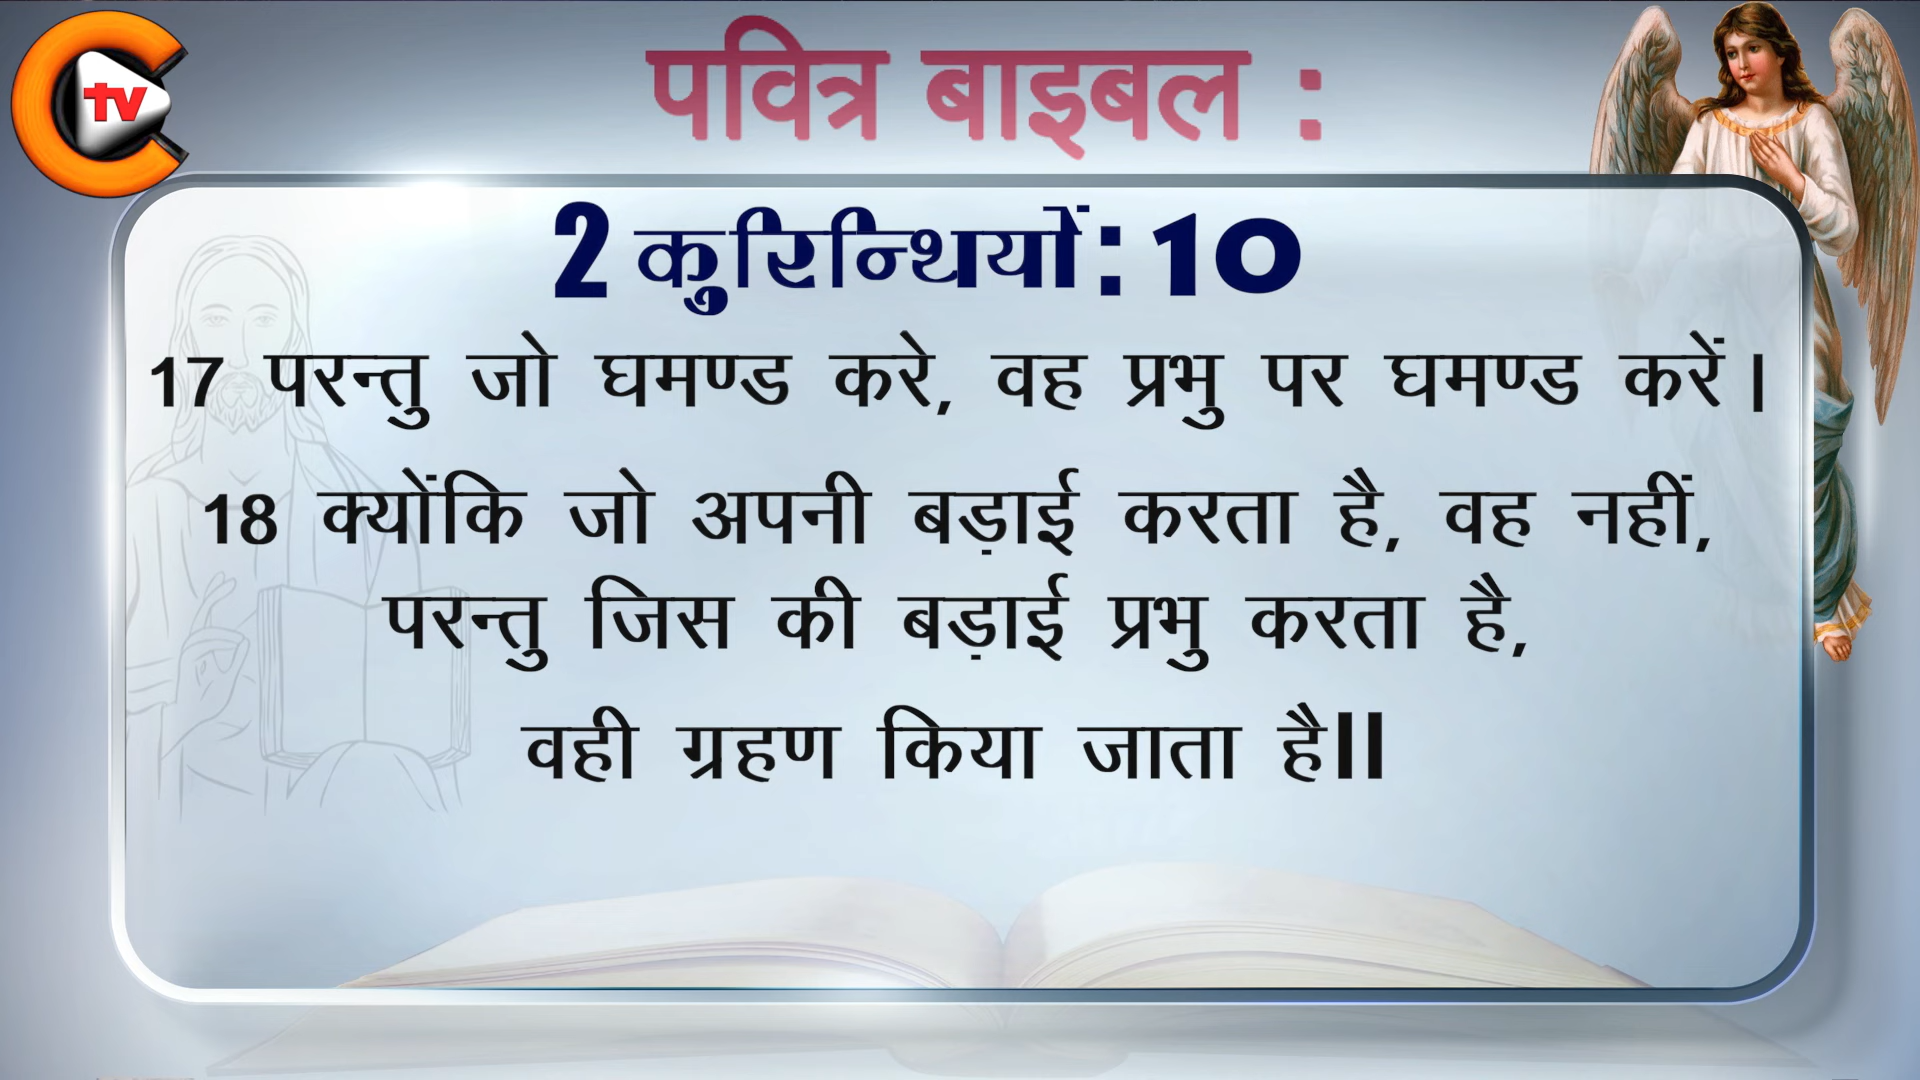 tv
पवित्र बाइबल :
2 कुरिन्थियों: 10
17 परन्तु जो घमण्ड करे, वह प्रभु पर घमण्ड करें।
18 क्योंकि जो अपनी बड़ाई करता है, वह नहीं,
परन्तु जिस की बड़ाई प्रभु करता है,
वही ग्रहण किया जाता है॥